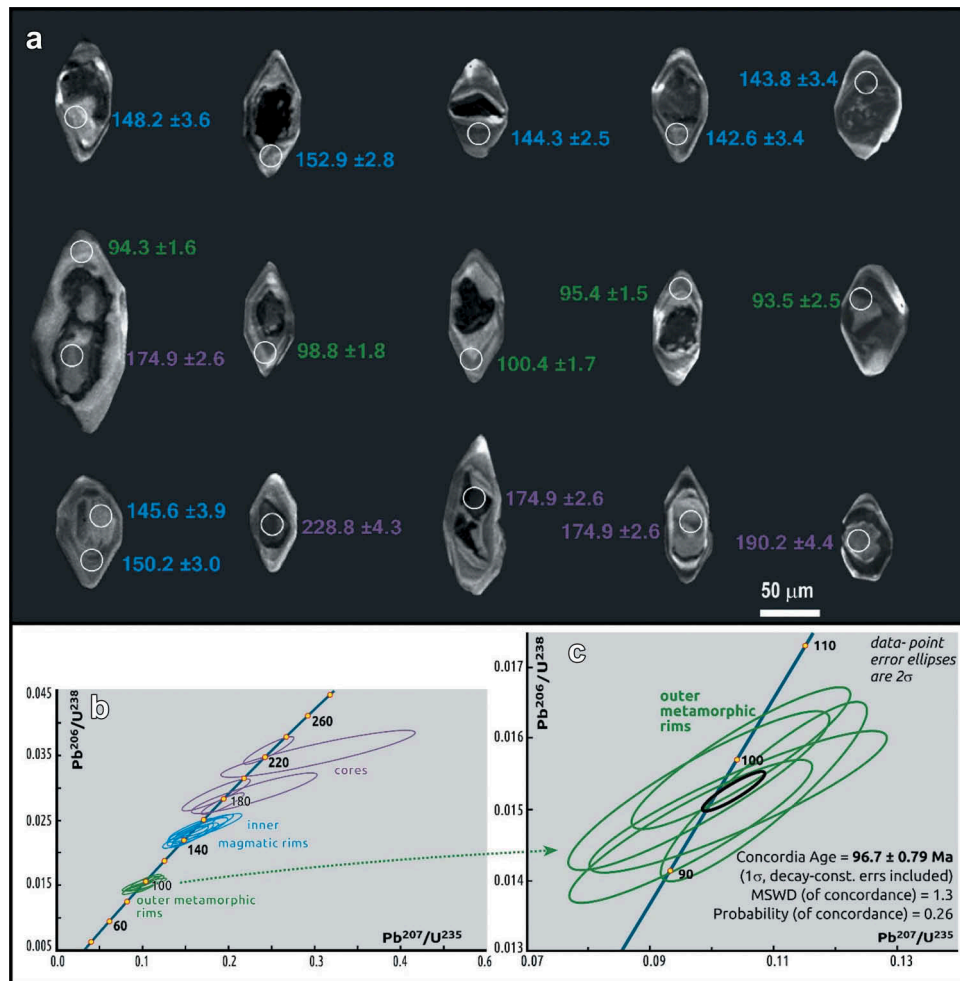 a
148.2 ±3.6
152.9 ±2.8
144.3 ±2.5
142.6 ±3.4
143.8 ±3.4
94.3 ±1.6
174.9 ±2.6
98.8 ±1.8
100.4 ±1.7
95.4 ±1.5
93.5 ±2.5
145.6 ±3.9
150.2 ±3.0
228.8 ±4.3
174.9 ±2.6
174.9 ±2.6
190.2 ±4.4
50 µm
b
Pb²⁰⁶/U²³⁸
0.045
0.035
0.025
0.015
0.005
260
220
180
140
100
60
cores
inner
magmatic rims
outer metamorphic
rims
Pb²⁰⁷/U²³⁵
0.0
0.1
0.2
0.3
0.4
0.5
0.6
c
Pb²⁰⁶/U²³⁸
0.017
0.016
0.015
0.014
0.013
110
100
90
data- point
error ellipses
are 2σ
outer
metamorphic
rims
Concordia Age = 96.7 ± 0.79 Ma
(1σ, decay-const. errs included)
MSWD (of concordance) = 1.3
Probability (of concordance) = 0.26
Pb²⁰⁷/U²³⁵
0.07
0.09
0.11
0.13